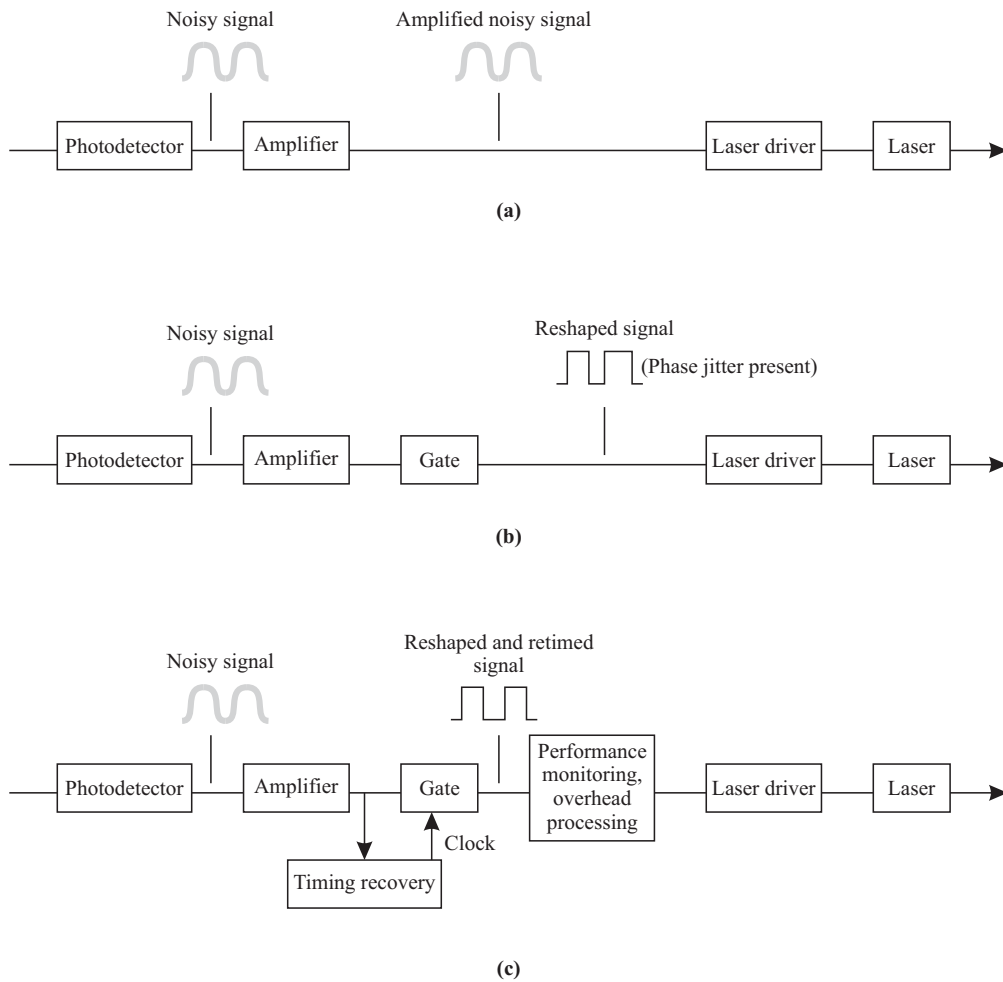 Noisy signal
Amplified noisy signal
Photodetector
Amplifier
Laser driver
Laser
(a)
Noisy signal
Reshaped signal
(Phase jitter present)
Photodetector
Amplifier
Gate
Laser driver
Laser
(b)
Noisy signal
Reshaped and retimed
signal
Photodetector
Amplifier
Gate
Performance
monitoring,
overhead
processing
Laser driver
Laser
Clock
Timing recovery
(c)